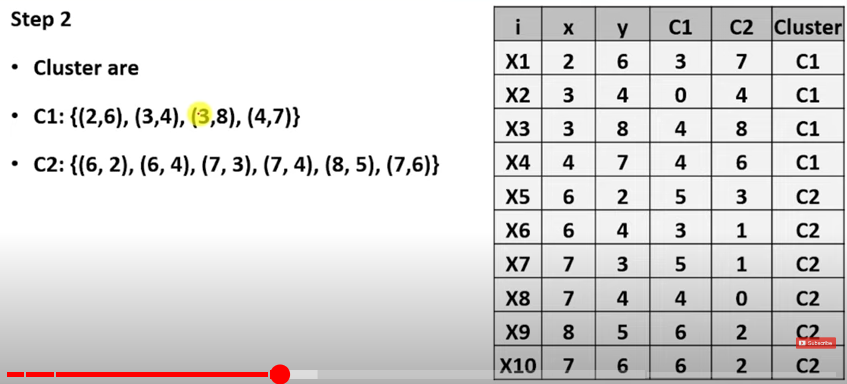 Step 2
• Cluster are
• C1: {(2,6), (3,4), (3,8), (4,7)}
• C2: {(6, 2), (6, 4), (7, 3), (7, 4), (8, 5), (7,6)}
i x y C1 C2 Cluster
X1 2 6 3 7 C1
X2 3 4 0 4 C1
X3 3 8 4 8 C1
X4 4 7 4 6 C1
X5 6 2 5 3 C2
X6 6 4 3 1 C2
X7 7 3 5 1 C2
X8 7 4 4 0 C2
X9 8 5 6 2 C2
Subscribe
X10 7 6 6 2 C2